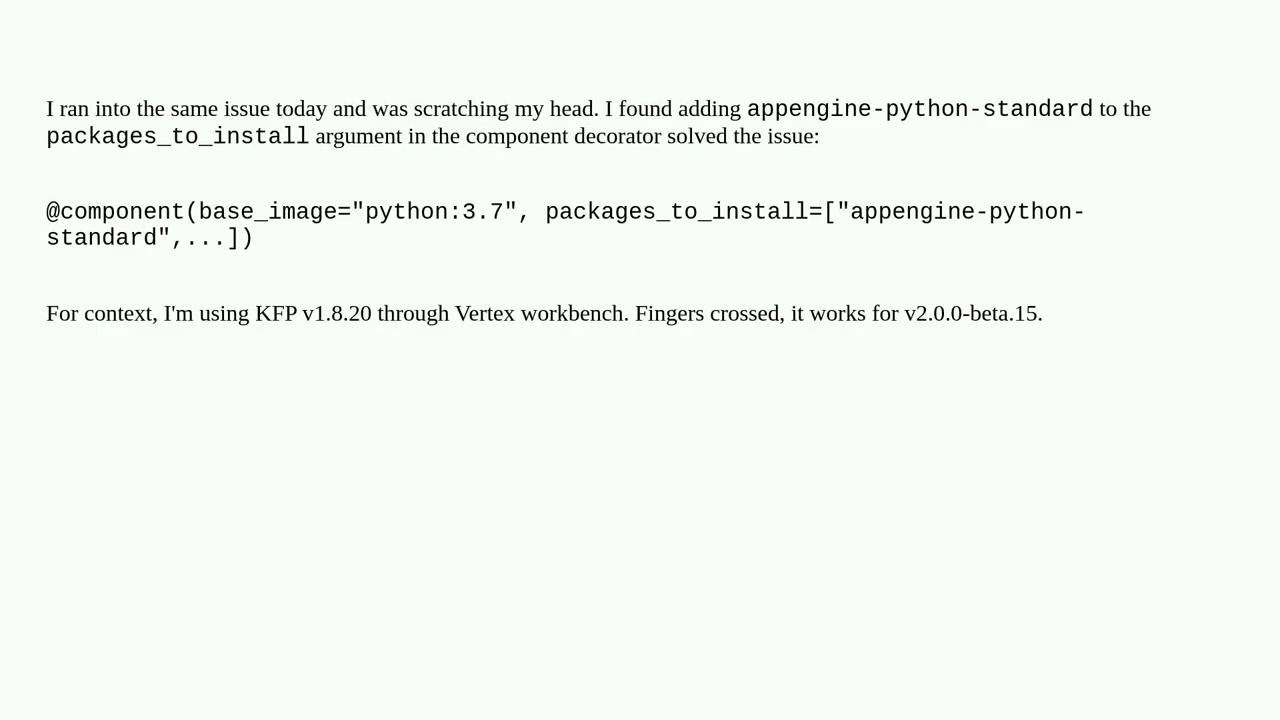 I ran into the same issue today and was scratching my head. I found adding appengine-python-standard to the
packages_to_install argument in the component decorator solved the issue:
@component(base_image="python:3.7", packages_to_install=["appengine-python-
standard",...])
For context, I'm using KFP v1.8.20 through Vertex workbench. Fingers crossed, it works for v2.0.0-beta.15.